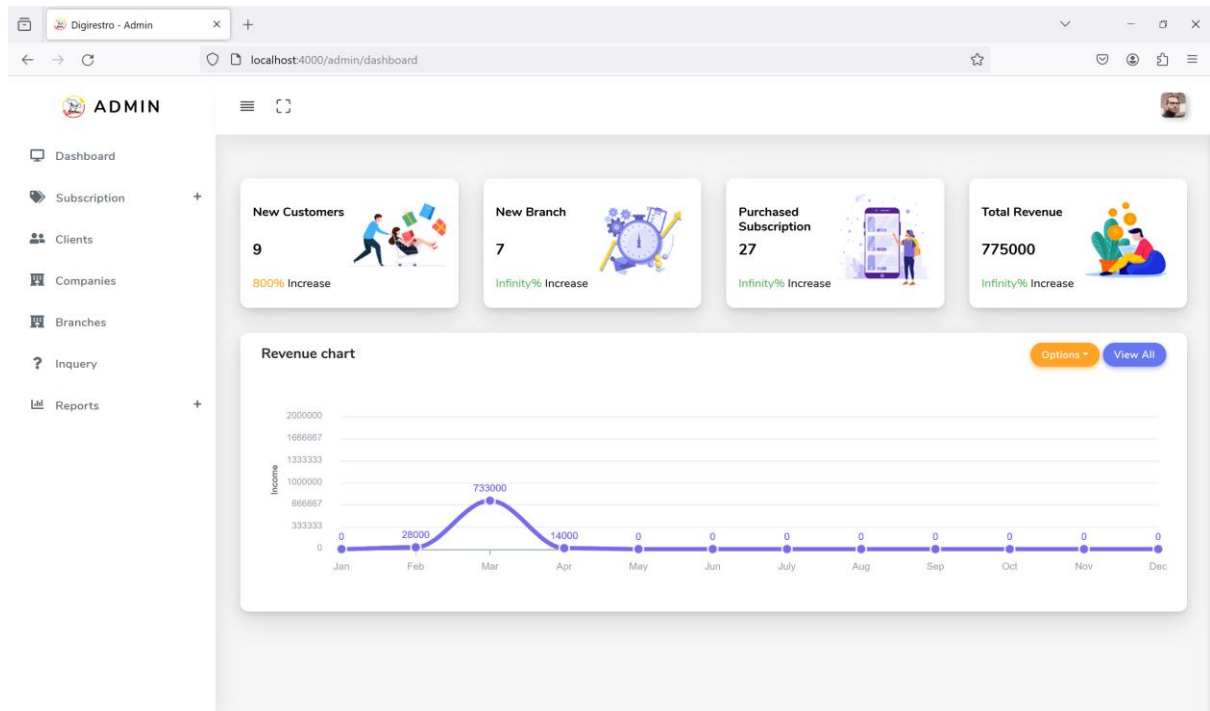 Digirestro - Admin
localhost:4000/admin/dashboard
ADMIN
Dashboard
Subscription +
Clients
Companies
Branches
? Inquery
Reports +
New Customers
9
800% Increase
New Branch
7
Infinity% Increase
Purchased
Subscription
27
Infinity% Increase
Total Revenue
775000
Infinity% Increase
Revenue chart
Options
View All
Income
2000000
1666667
1333333
1000000
666667
333333
0
0 28000 733000 14000 0 0 0 0 0 0 0 0
Jan Feb Mar Apr May Jun July Aug Sep Oct Nov Dec